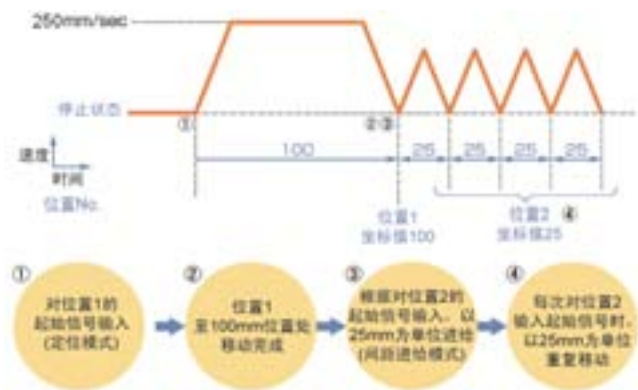 250mm/sec
停止状态
①
②③
速度
时间
100
25
25
25
25
位置No.
位置1
坐标值100
位置2 ④
坐标值25
①
对位置1的
起始信号输入
(定位模式)
②
位置1
至100mm位置处
移动完成
③
根据对位置2的
起始信号输入，以
25mm为单位进给
(间距进给模式)
④
每次对位置2
输入起始信号时，
以25mm为单位
重复移动